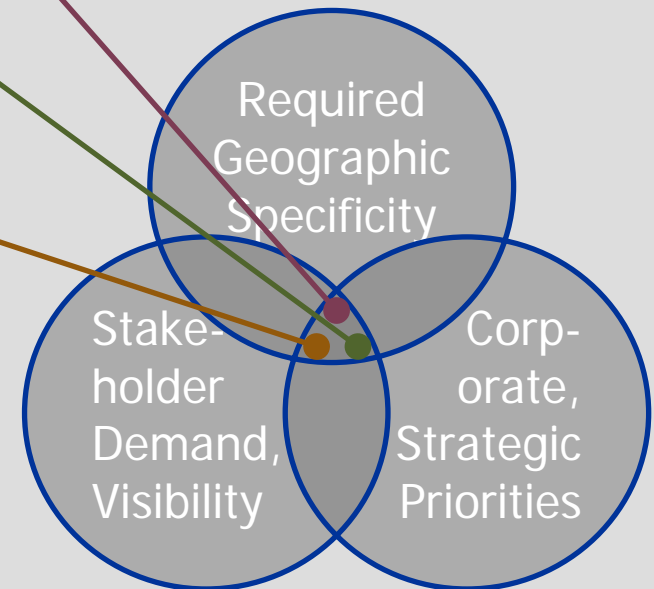 Required
Geographic
Specificity
Stake-
holder
Demand,
Visibility
Corp-
orate,
Strategic
Priorities